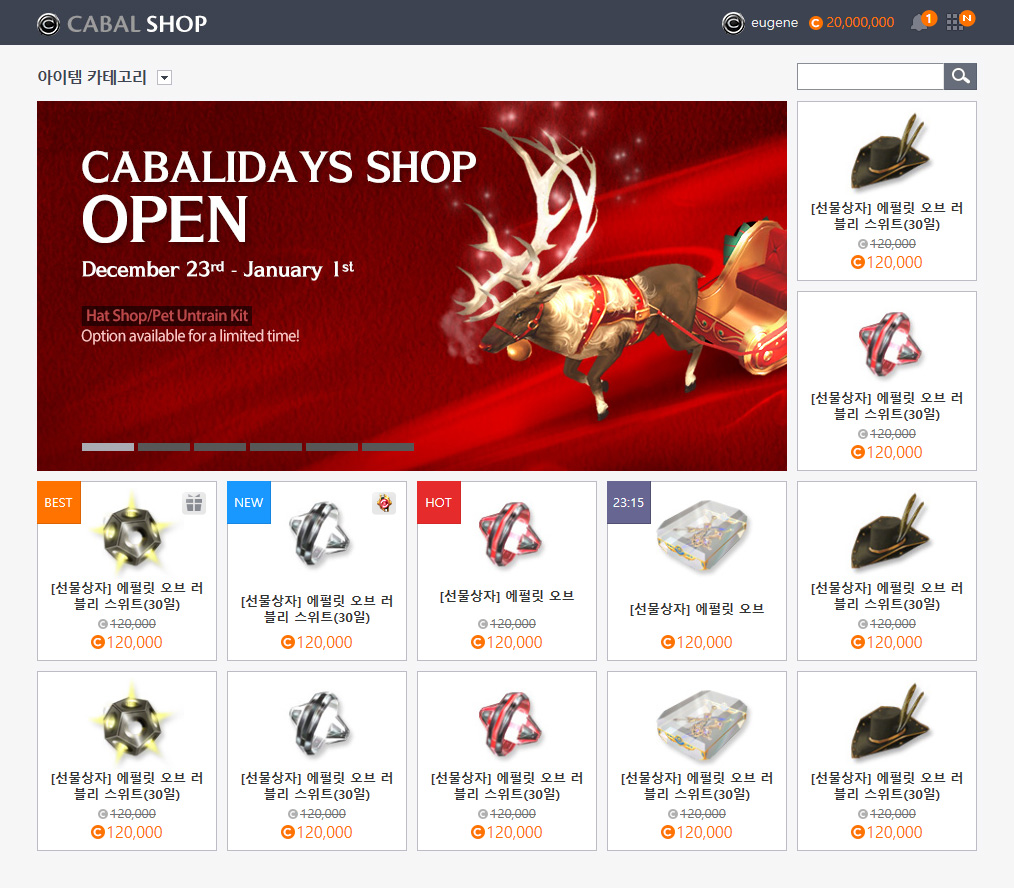 CABAL SHOP
eugene
20,000,000
1
N
아이템 카테고리
CABALIDAYS SHOP
OPEN
December 23rd - January 1st
Hat Shop/Pet Untrain Kit
Option available for a limited time!
[선물상자] 에펄릿 오브 러
블리 스위트(30일)
120,000
120,000
[선물상자] 에펄릿 오브 러
블리 스위트(30일)
120,000
120,000
BEST
[선물상자] 에펄릿 오브 러
블리 스위트(30일)
120,000
120,000
NEW
[선물상자] 에펄릿 오브 러
블리 스위트(30일)
120,000
HOT
[선물상자] 에펄릿 오브
120,000
120,000
23:15
[선물상자] 에펄릿 오브
120,000
[선물상자] 에펄릿 오브 러
블리 스위트(30일)
120,000
120,000
[선물상자] 에펄릿 오브 러
블리 스위트(30일)
120,000
120,000
[선물상자] 에펄릿 오브 러
블리 스위트(30일)
120,000
120,000
[선물상자] 에펄릿 오브 러
블리 스위트(30일)
120,000
120,000
[선물상자] 에펄릿 오브 러
블리 스위트(30일)
120,000
120,000
[선물상자] 에펄릿 오브 러
블리 스위트(30일)
120,000
120,000